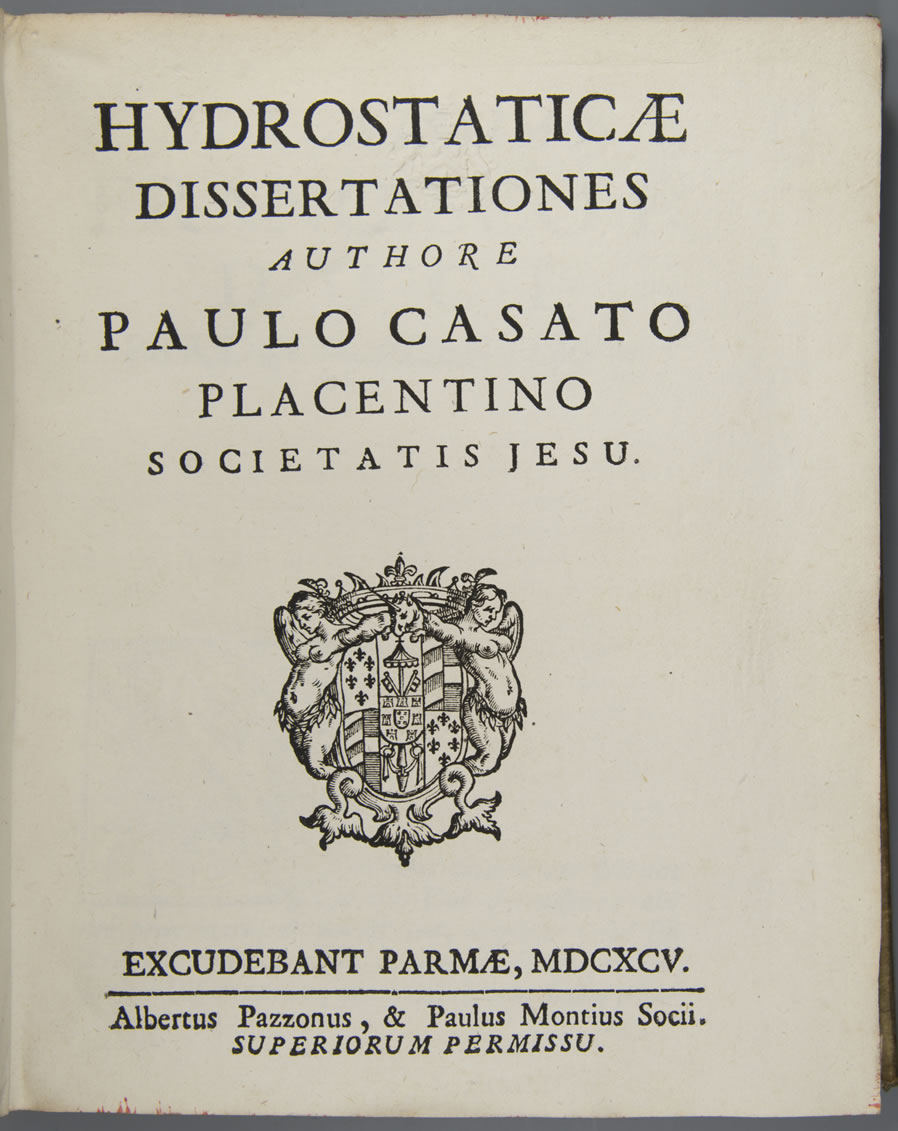 HYDROSTATICÆ
DISSERTATIONES
AUTHORE
PAULO CASATO
PLACENTINO
SOCIETATIS JESU.
EXCUDEBANT PARMÆ, MDCXCV.
Albertus Pazzonus, & Paulus Montius Socii.
SUPERIORUM PERMISSU.